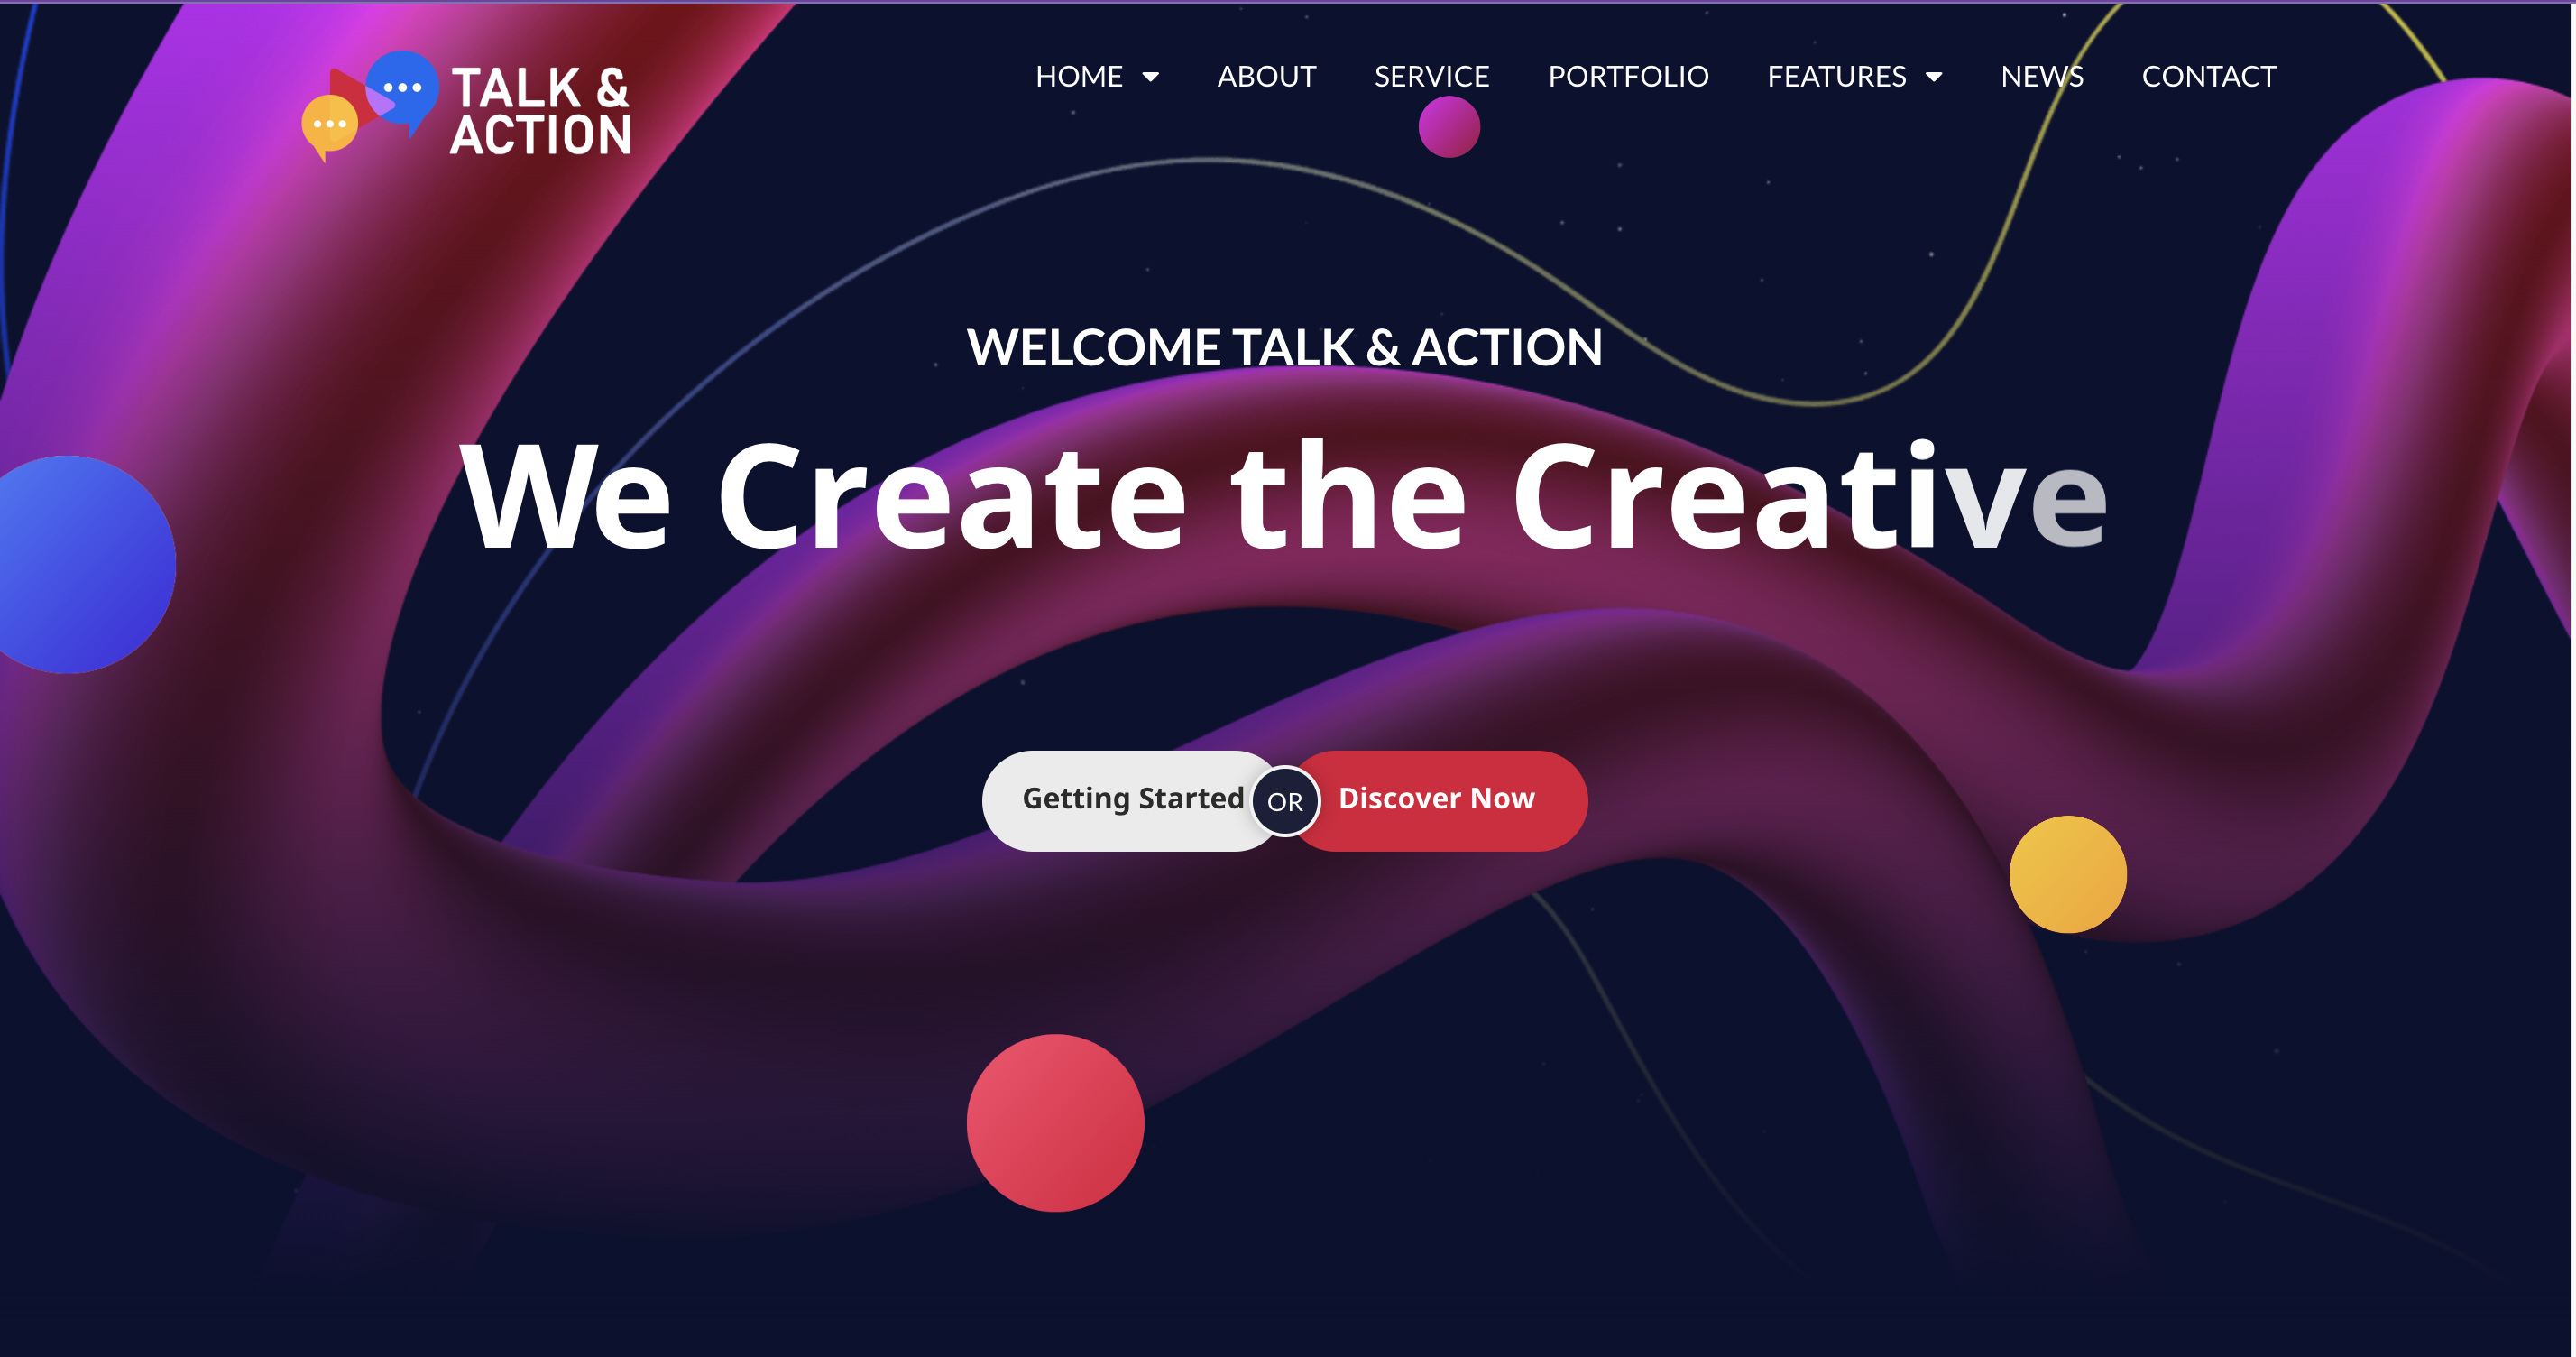 TALK &
ACTION
HOME
ABOUT
SERVICE
PORTFOLIO
FEATURES
NEWS
CONTACT
WELCOME TALK & ACTION
We Create the Creative
Getting Started
OR
Discover Now